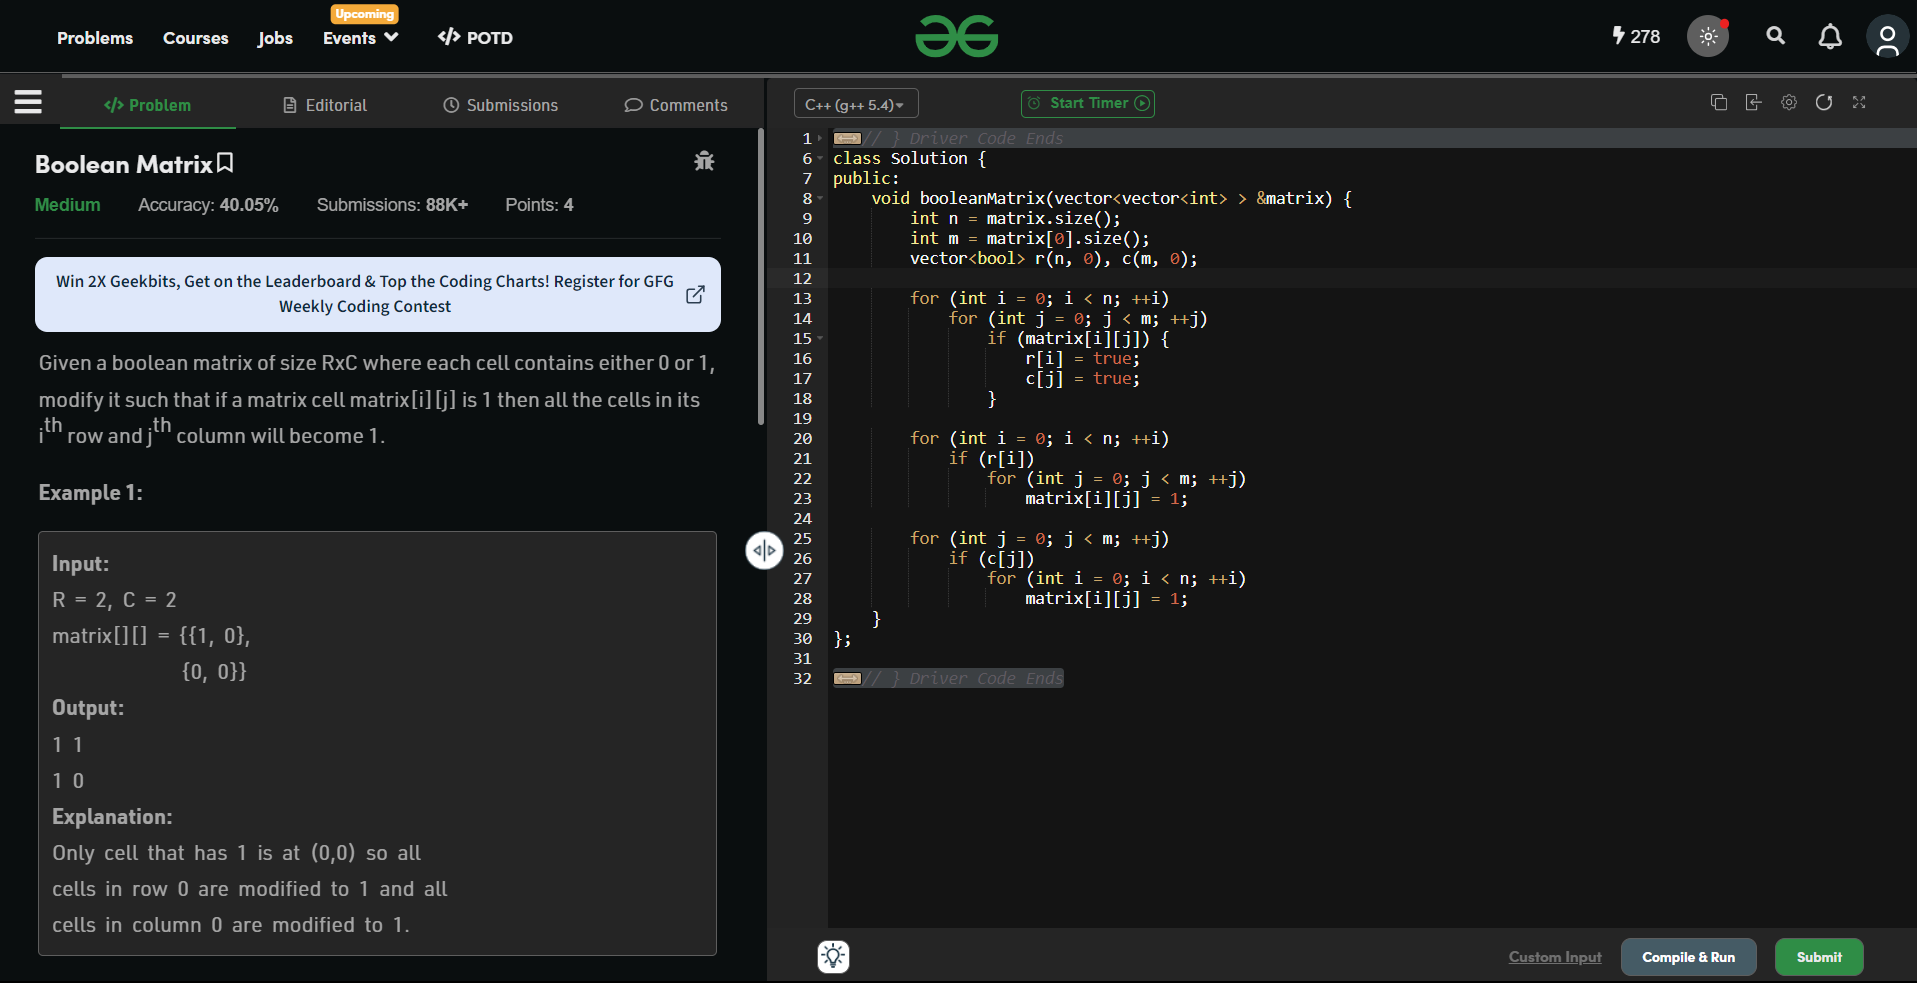 Upcoming
Problems Courses Jobs Events </> POTD
278
</> Problem Editorial Submissions Comments
Boolean Matrix
Medium Accuracy: 40.05% Submissions: 88K+ Points: 4
Win 2X Geekbits, Get on the Leaderboard & Top the Coding Charts! Register for GFG
Weekly Coding Contest
Given a boolean matrix of size RxC where each cell contains either 0 or 1,
modify it such that if a matrix cell matrix[i][j] is 1 then all the cells in its
ith row and jth column will become 1.
Example 1:
Input:
R = 2, C = 2
matrix[][] = {{1, 0},
{0, 0}}
Output:
1 1
1 0
Explanation:
Only cell that has 1 is at (0,0) so all
cells in row 0 are modified to 1 and all
cells in column 0 are modified to 1.
C++ (g++ 5.4) Start Timer
1 // } Driver Code Ends
6 class Solution {
7 public:
8 void booleanMatrix(vector<vector<int> > &matrix) {
9 int n = matrix.size();
10 int m = matrix[0].size();
11 vector<bool> r(n, 0), c(m, 0);
12
13 for (int i = 0; i < n; ++i)
14 for (int j = 0; j < m; ++j)
15 if (matrix[i][j]) {
16 r[i] = true;
17 c[j] = true;
18 }
19
20 for (int i = 0; i < n; ++i)
21 if (r[i])
22 for (int j = 0; j < m; ++j)
23 matrix[i][j] = 1;
24
25 for (int j = 0; j < m; ++j)
26 if (c[j])
27 for (int i = 0; i < n; ++i)
28 matrix[i][j] = 1;
29 }
30 };
31
32 // } Driver Code Ends
Custom Input Compile & Run Submit